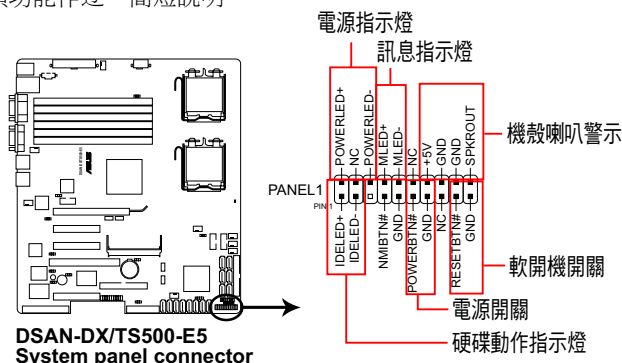 電源指示燈
訊息指示燈
POWERLED+
NC
POWERLED-
MLED+
MLED-
NC
+5V
GND
GND
SPKROUT
機殼喇叭警示
PANEL1
PIN 1
IDELED+
IDELED-
NMIBTN#
GND
POWERBTN#
GND
NC
RESETBTN#
GND
軟開機開關
電源開關
硬碟動作指示燈
DSAN-DX/TS500-E5
System panel connector